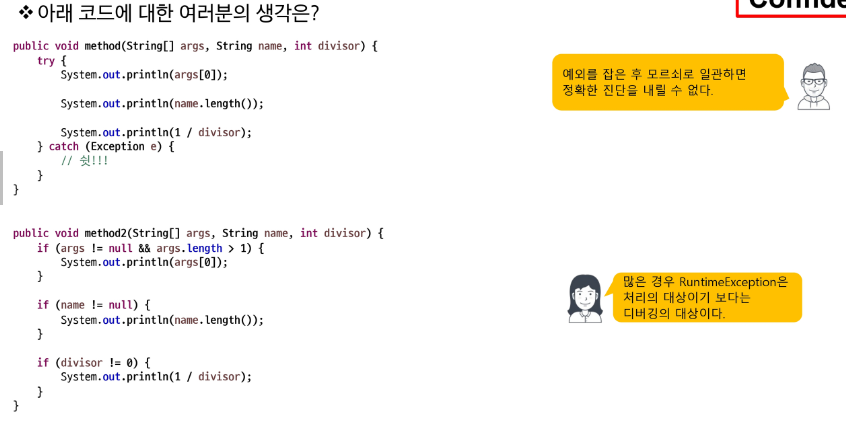 ❖ 아래 코드에 대한 여러분의 생각은?
public void method(String[] args, String name, int divisor) {
    try {
        System.out.println(args[0]);

        System.out.println(name.length());

        System.out.println(1 / divisor);
    } catch (Exception e) {
        // 쉿!!!
    }
}
예외를 잡은 후 모르쇠로 일관하면
정확한 진단을 내릴 수 없다.
public void method2(String[] args, String name, int divisor) {
    if (args != null && args.length > 1) {
        System.out.println(args[0]);
    }

    if (name != null) {
        System.out.println(name.length());
    }

    if (divisor != 0) {
        System.out.println(1 / divisor);
    }
}
많은 경우 RuntimeException은
처리의 대상이기 보다는
디버깅의 대상이다.